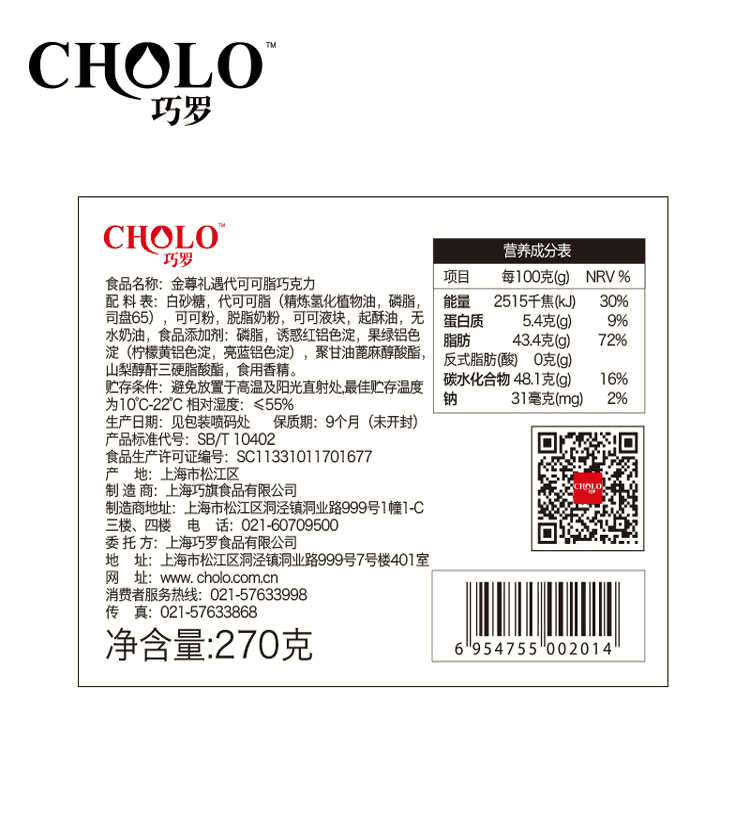 CHOLO™
巧罗
CHOLO™
巧罗
食品名称：金尊礼遇代可可脂巧克力
配 料 表：白砂糖，代可可脂（精炼氢化植物油，磷脂，
司盘65），可可粉，脱脂奶粉，可可液块，起酥油，无
水奶油，食品添加剂：磷脂，诱惑红铝色淀，果绿铝色
淀（柠檬黄铝色淀，亮蓝铝色淀），聚甘油蓖麻醇酸酯，
山梨醇酐三硬脂酸酯，食用香精。
贮存条件：避免放置于高温及阳光直射处,最佳贮存温度
为10℃-22℃ 相对湿度：≤55%
生产日期：见包装喷码处 保质期：9个月（未开封）
产品标准代号：SB/T 10402
食品生产许可证编号：SC11331011701677
产 地：上海市松江区
制 造 商：上海巧旗食品有限公司
制造商地址：上海市松江区洞泾镇洞业路999号1幢1-C
三楼、四楼 电 话：021-60709500
委 托 方：上海巧罗食品有限公司
地 址：上海市松江区洞泾镇洞业路999号7号楼401室
网 址：www. cholo.com.cn
消费者服务热线：021-57633998
传 真：021-57633868
净含量:270克
营养成分表
项目 每100克(g) NRV %
能量 2515千焦(kJ) 30%
蛋白质 5.4克(g) 9%
脂肪 43.4克(g) 72%
反式脂肪(酸) 0克(g)
碳水化合物 48.1克(g) 16%
钠 31毫克(mg) 2%
CHOLO
巧罗
6 954755 002014